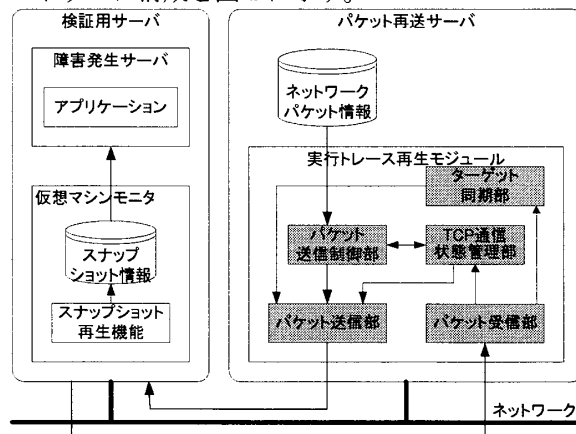 検証用サーバ
障害発生サーバ
アプリケーション
仮想マシンモニタ
スナップ
ショット情報
スナップショット
再生機能
パケット再送サーバ
ネットワーク
パケット情報
実行トレース再生モジュール
ターゲット
同期部
パケット
送信制御部
TCP通信
状態管理部
パケット送信部
パケット受信部
ネットワーク